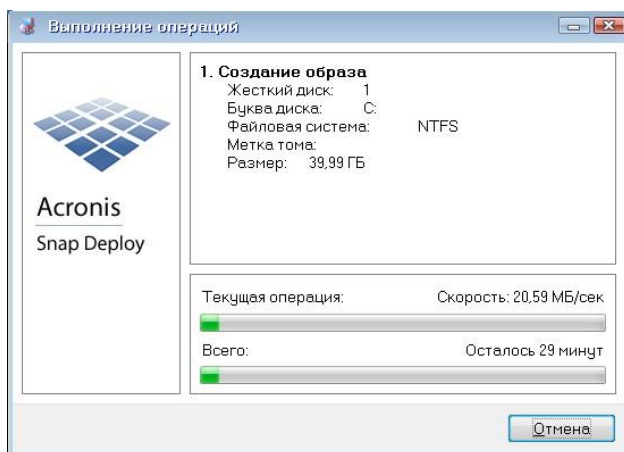 Выполнение операций
1. Создание образа
Жесткий диск: 1
Буква диска: C:
Файловая система: NTFS
Метка тома:
Размер: 39,99 ГБ
Acronis
Snap Deploy
Текущая операция: Скорость: 20,59 МБ/сек
Всего: Осталось 29 минут
Отмена